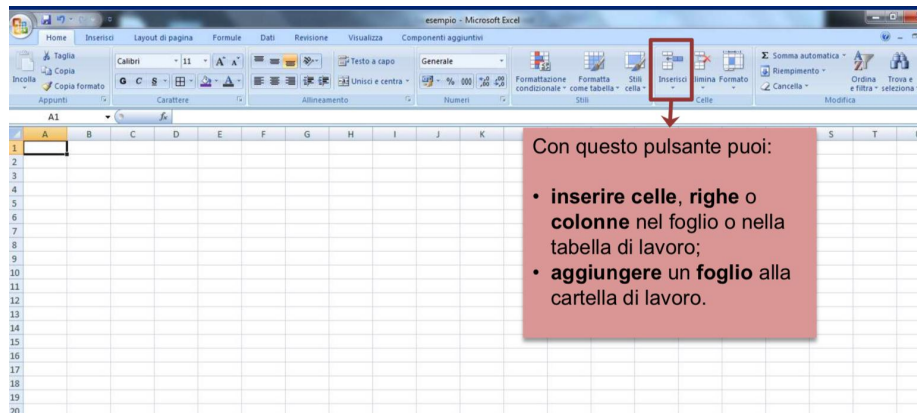 esempio - Microsoft Excel
Home Inserisci Layout di pagina Formule Dati Revisione Visualizza Componenti aggiuntivi
Incolla
Taglia
Copia
Copia formato
Appunti
Calibri 11 A A
G C S A
Carattere
Testo a capo
Unisci e centra
Allineamento
Generale
% 000
Numeri
Formattazione condizionale
Formatta come tabella
Stili cella
Stili
Inserisci
Elimina
Formato
Celle
Σ Somma automatica
Riempimento
Cancella
Ordina e filtra
Trova e seleziona
Modifica
A1 fx
A B C D E F G H I J K S T
1
2
3
4
5
6
7
8
9
10
11
12
13
14
15
16
17
18
19
20
Con questo pulsante puoi:
• inserire celle, righe o
colonne nel foglio o nella
tabella di lavoro;
• aggiungere un foglio alla
cartella di lavoro.